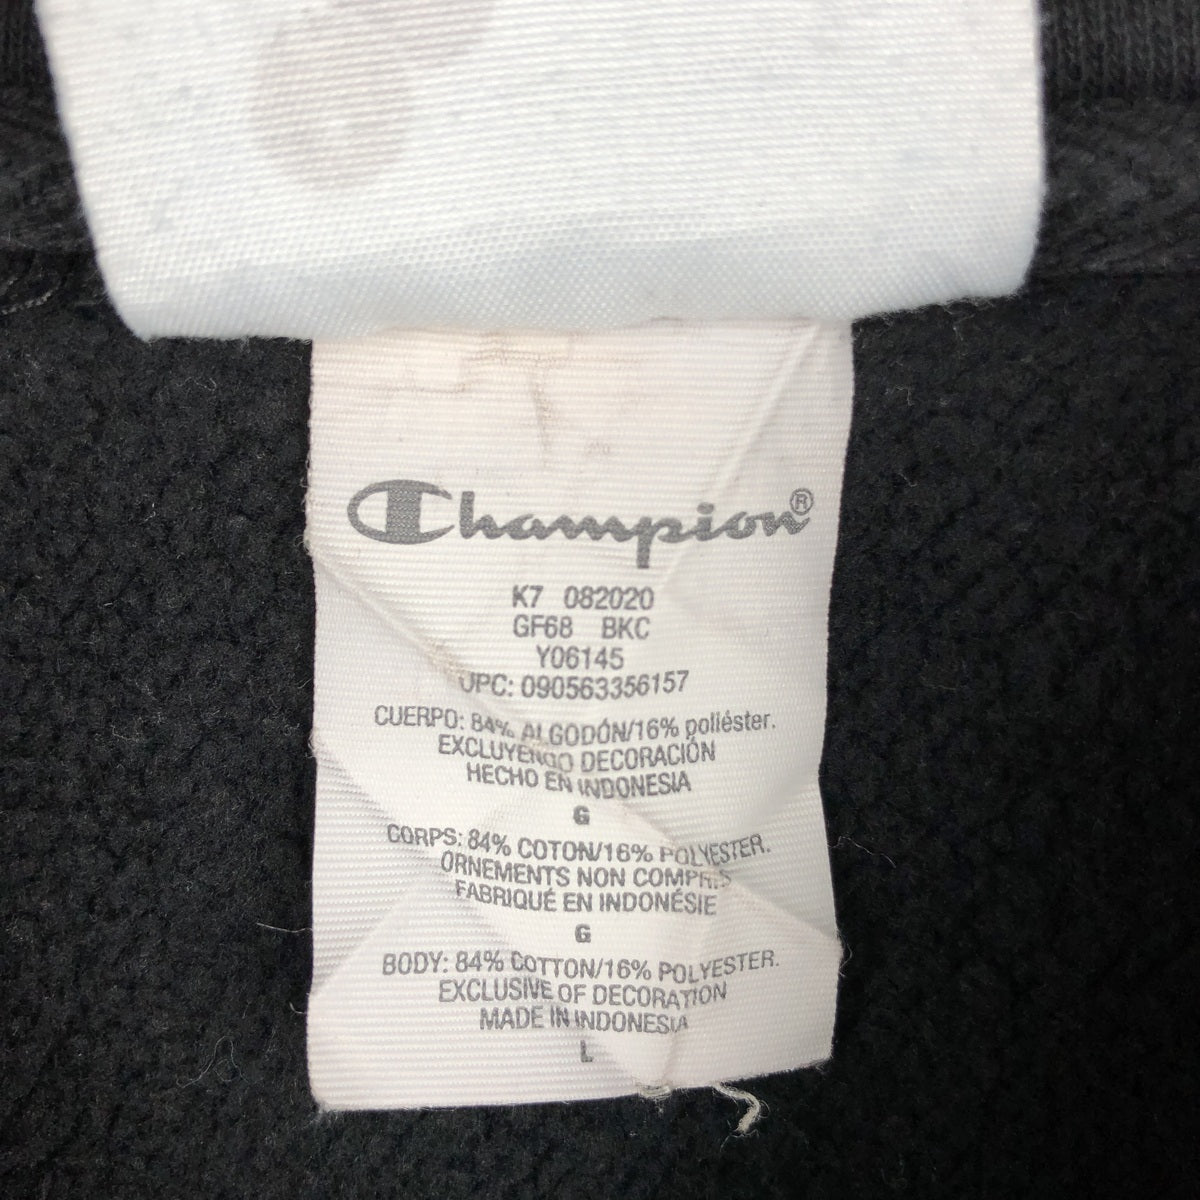 Champion®
K7 082020
GF68 BKC
Y06145
UPC: 090563356157
CUERPO: 84% ALGODÓN/16% poliéster.
EXCLUYENDO DECORACIÓN
HECHO EN INDONESIA
G
CORPS: 84% COTON/16% POLYESTER.
ORNEMENTS NON COMPRIS
FABRIQUÉ EN INDONÉSIE
G
BODY: 84% COTTON/16% POLYESTER.
EXCLUSIVE OF DECORATION
MADE IN INDONESIA
L